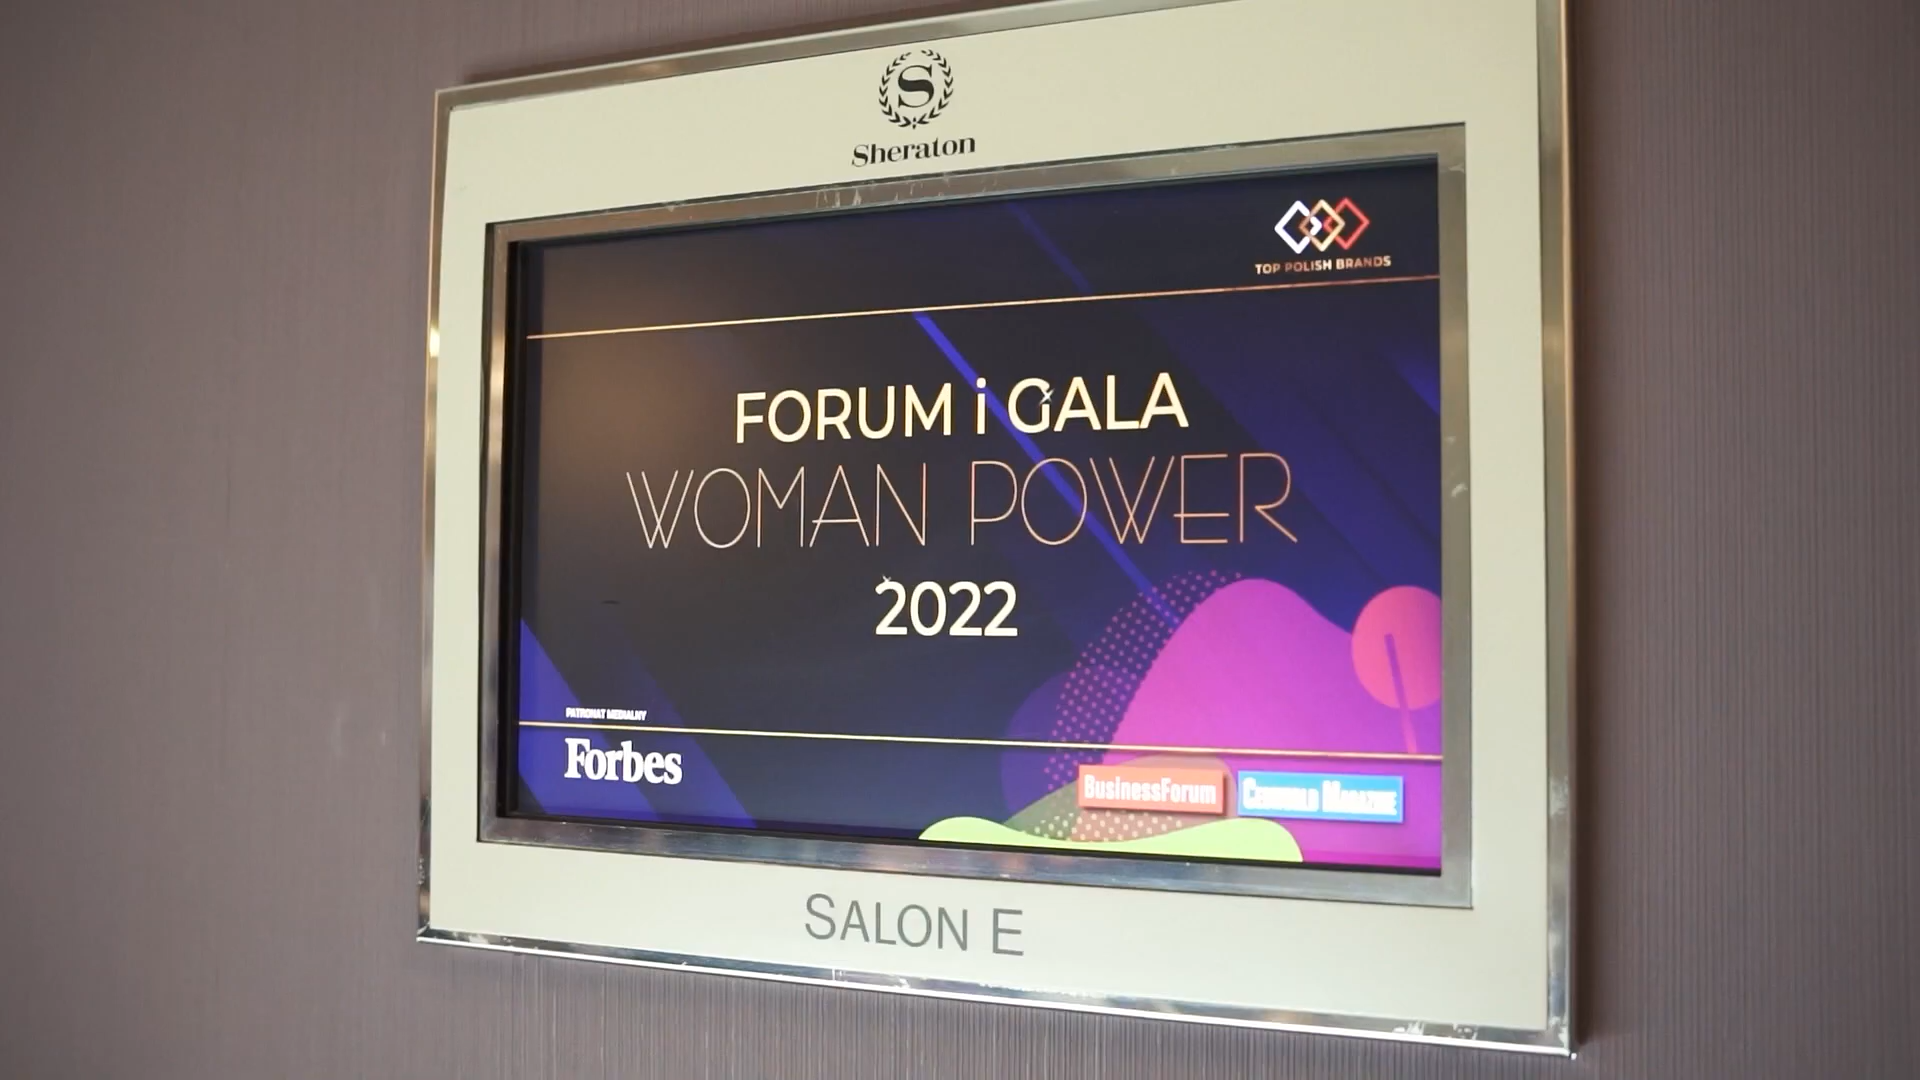 S
Sheraton
TOP POLISH BRANDS
FORUM i GALA
WOMAN POWER
2022
PATRONAT MEDIALNY
Forbes
BusinessForum
SALON E